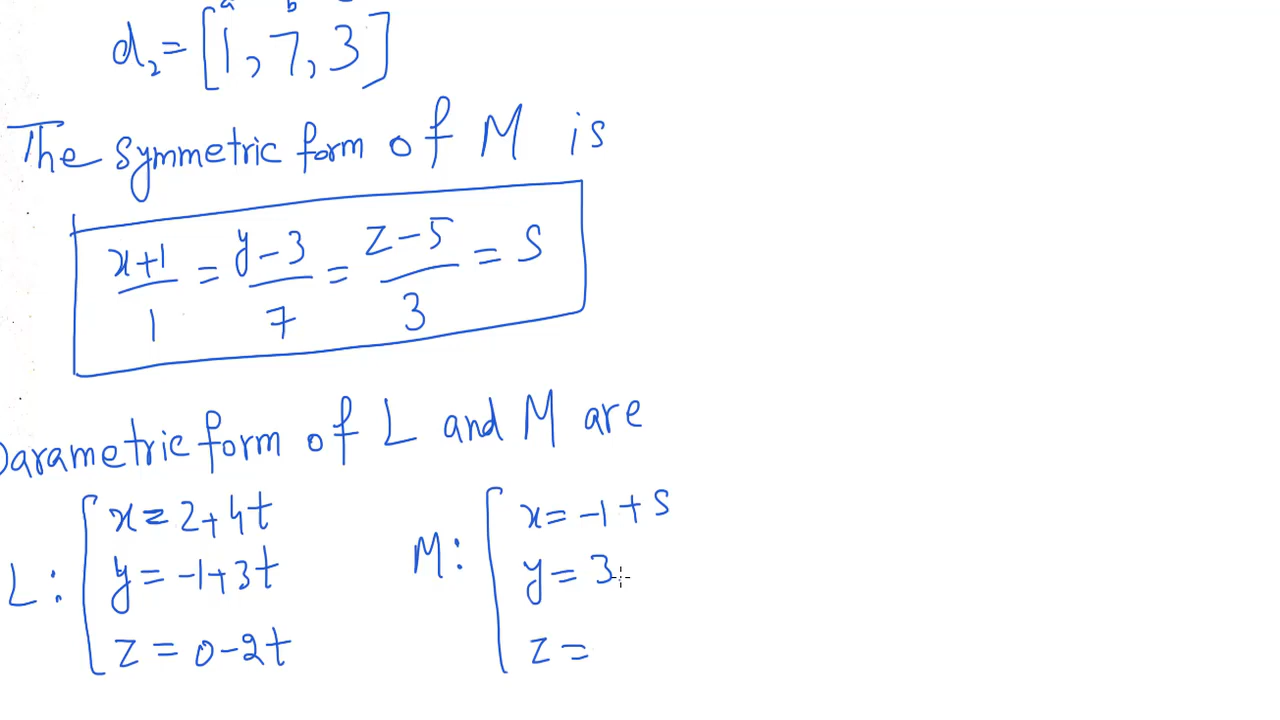 a b
d₂ = [1, 7, 3]
The symmetric form of M is
x+1/1 = y-3/7 = z-5/3 = S
Parametric form of L and M are
L: x = 2+4t
y = -1+3t
z = 0-2t
M: x = -1+S
y = 3
z =